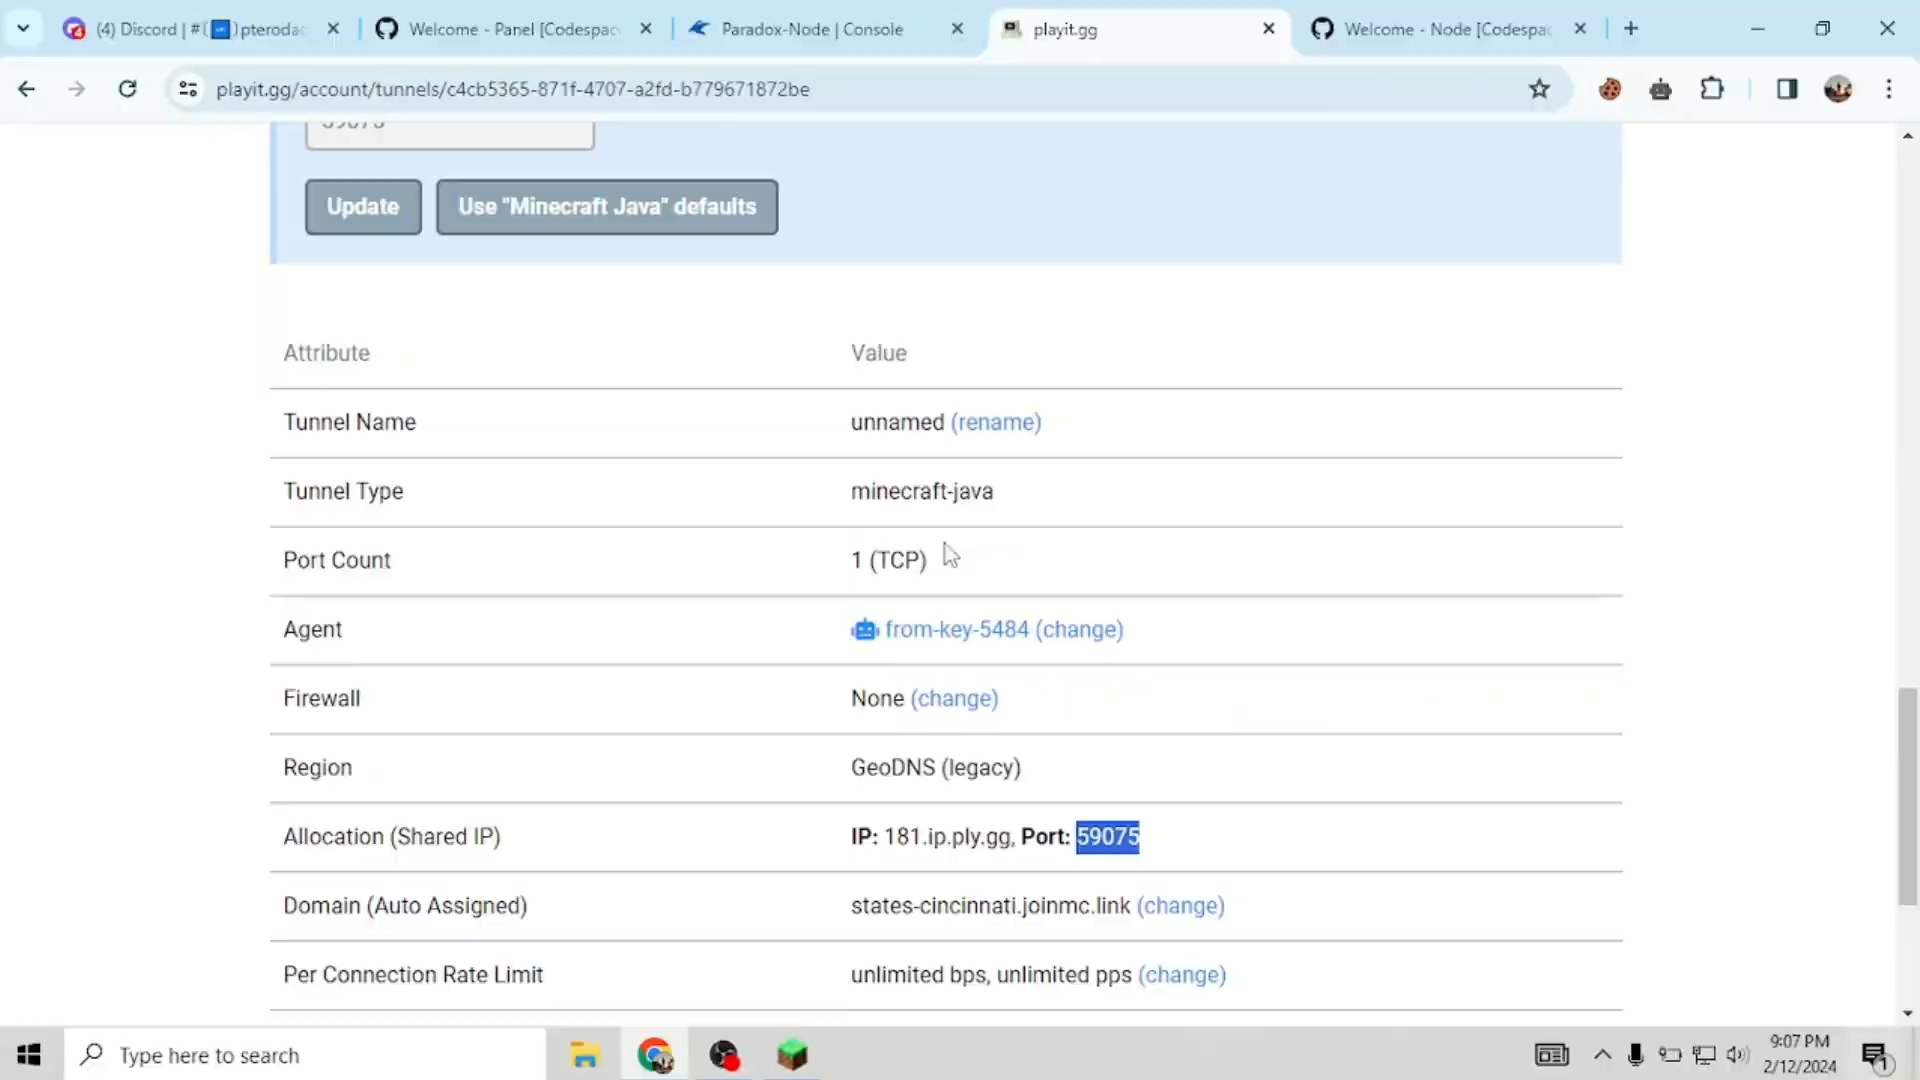 (4) Discord | #( )pteroda
Welcome - Panel [Codespac
Paradox-Node | Console
playit.gg
Welcome - Node [Codespac
playit.gg/account/tunnels/c4cb5365-871f-4707-a2fd-b779671872be
59075
Update
Use "Minecraft Java" defaults
Attribute
Value
Tunnel Name
unnamed (rename)
Tunnel Type
minecraft-java
Port Count
1 (TCP)
Agent
from-key-5484 (change)
Firewall
None (change)
Region
GeoDNS (legacy)
Allocation (Shared IP)
IP: 181.ip.ply.gg, Port: 59075
Domain (Auto Assigned)
states-cincinnati.joinmc.link (change)
Per Connection Rate Limit
unlimited bps, unlimited pps (change)
Type here to search
9:07 PM
2/12/2024
1